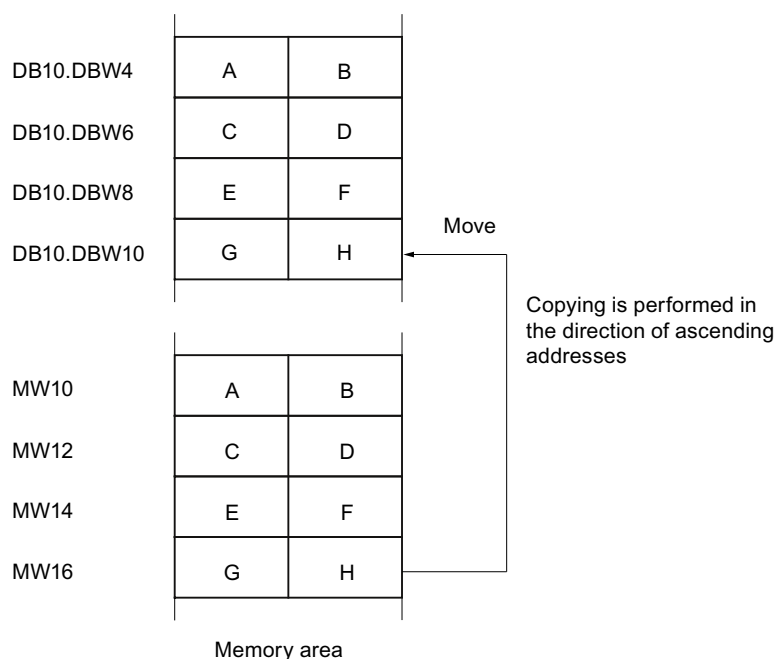 DB10.DBW4 A B
DB10.DBW6 C D
DB10.DBW8 E F
Move
DB10.DBW10 G H
Copying is performed in
the direction of ascending
addresses
MW10 A B
MW12 C D
MW14 E F
MW16 G H
Memory area